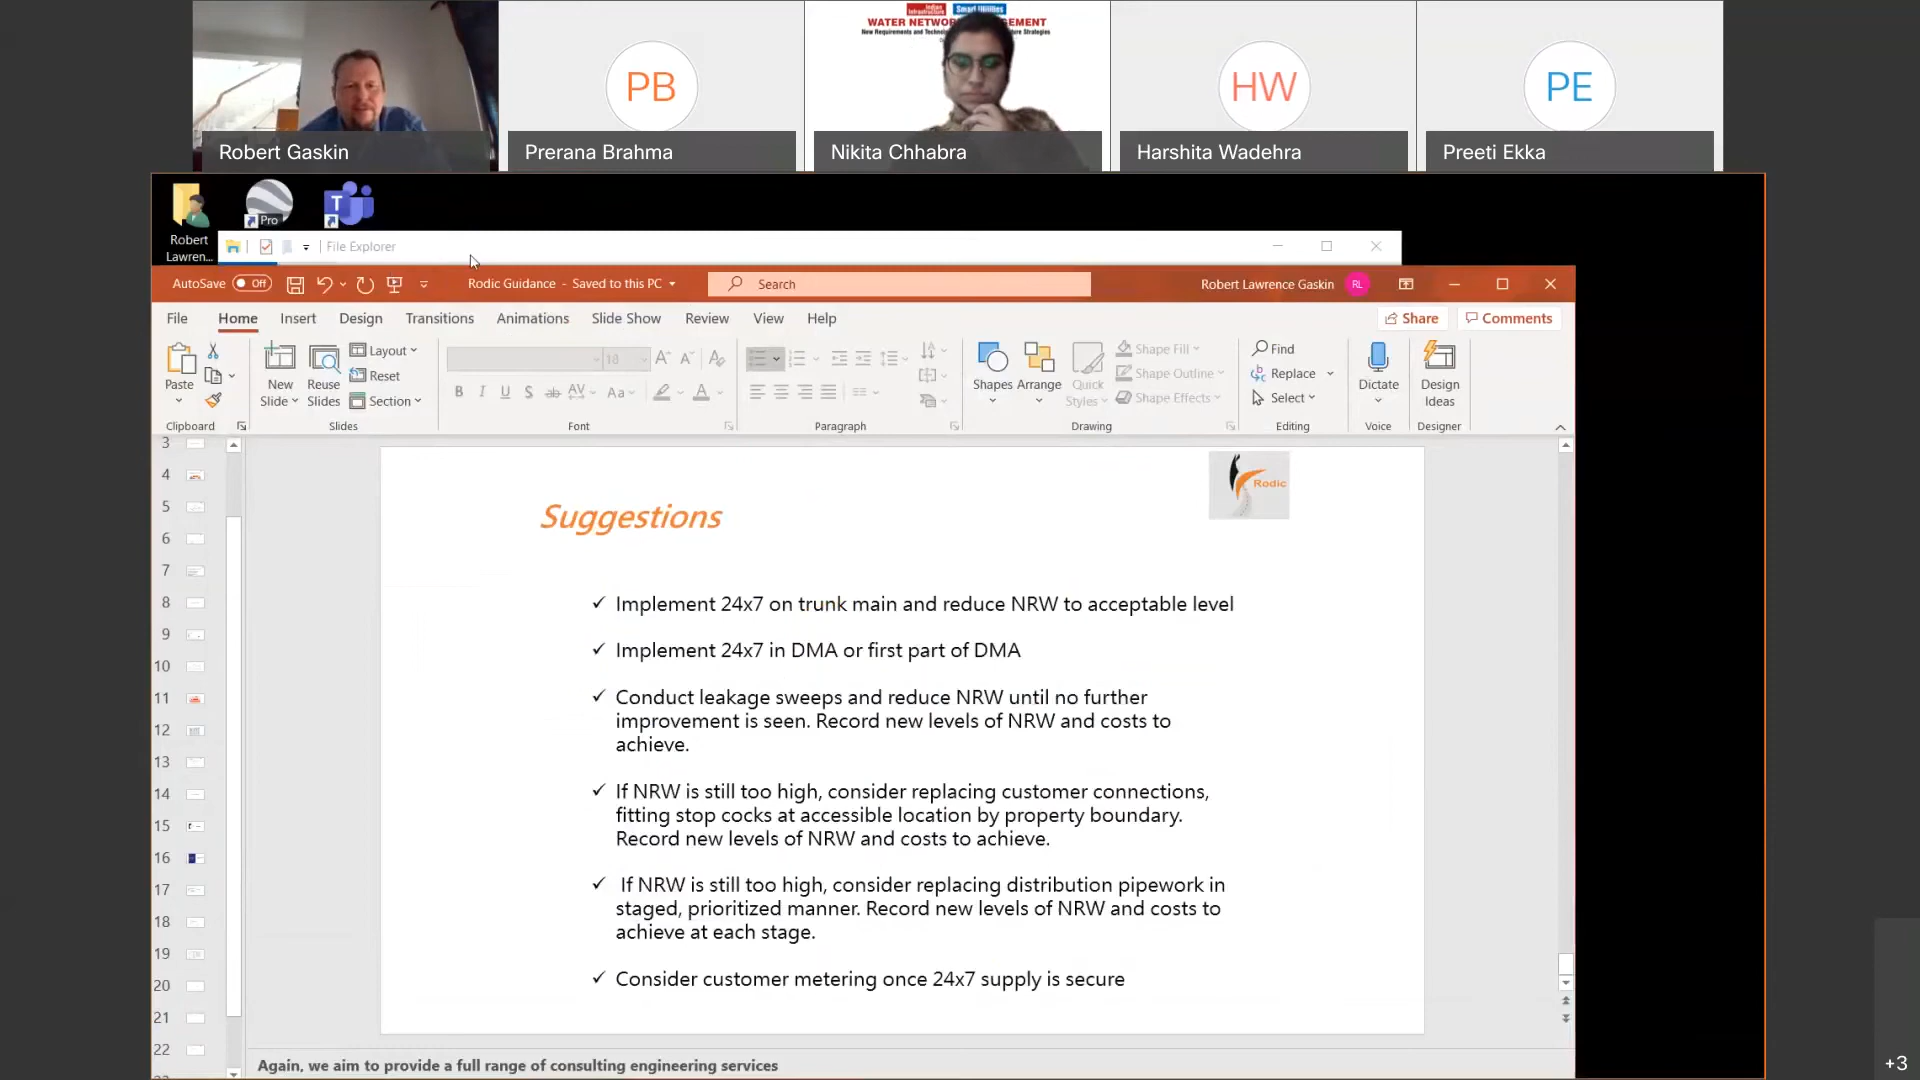 WATER NETWO
EMENT
Robert Gaskin
PB
Prerana Brahma
Nikita Chhabra
HW
Harshita Wadehra
PE
Preeti Ekka
Pro
T
Robert
Lawren...
File Explorer
AutoSave Off
Rodic Guidance - Saved to this PC
Search
Robert Lawrence Gaskin RL
File Home Insert Design Transitions Animations Slide Show Review View Help
Share Comments
Paste
Clipboard
New
Slide
Reuse
Slides
Layout
Reset
Section
Slides
18
B I U S ab AV Aa A
Font
Paragraph
Shapes Arrange Quick
Styles
Shape Fill
Shape Outline
Shape Effects
Drawing
Find
Replace
Select
Editing
Dictate
Voice
Design
Ideas
Designer
3
4
5
6
7
8
9
10
11
12
13
14
15
16
17
18
19
20
21
22
Rodic
Suggestions
✓ Implement 24x7 on trunk main and reduce NRW to acceptable level
✓ Implement 24x7 in DMA or first part of DMA
✓ Conduct leakage sweeps and reduce NRW until no further
improvement is seen. Record new levels of NRW and costs to
achieve.
✓ If NRW is still too high, consider replacing customer connections,
fitting stop cocks at accessible location by property boundary.
Record new levels of NRW and costs to achieve.
✓ If NRW is still too high, consider replacing distribution pipework in
staged, prioritized manner. Record new levels of NRW and costs to
achieve at each stage.
✓ Consider customer metering once 24x7 supply is secure
Again, we aim to provide a full range of consulting engineering services
+3